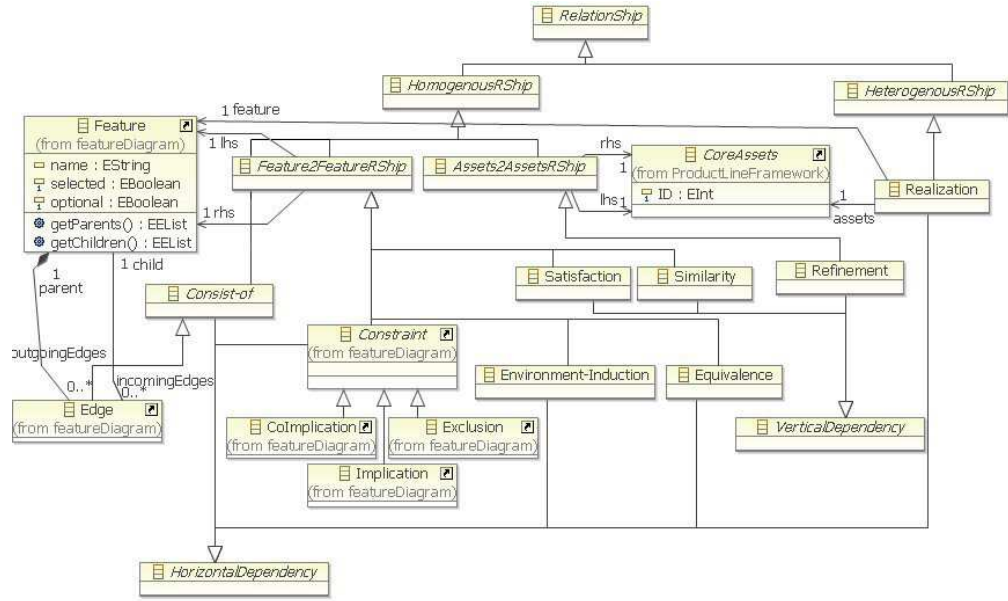 RelationShip
HomogenousRShip
HeterogenousRShip
1 feature
Feature
(from featureDiagram)
name : EString
selected : EBoolean
optional : EBoolean
getParents() : EEList
getChildren() : EEList
1 lhs
1 rhs
Feature2FeatureRShip
Assets2AssetsRShip
rhs
1
lhs
1
CoreAssets
(from ProductLineFramework)
ID : EInt
Realization
1
assets
1
parent
1 child
Consist-of
Satisfaction
Similarity
Refinement
Constraint
(from featureDiagram)
outgoingEdges
0..*
incomingEdges
0..*
Environment-Induction
Equivalence
Edge
(from featureDiagram)
CoImplication
(from featureDiagram)
Exclusion
(from featureDiagram)
VerticalDependency
Implication
(from featureDiagram)
HorizontalDependency